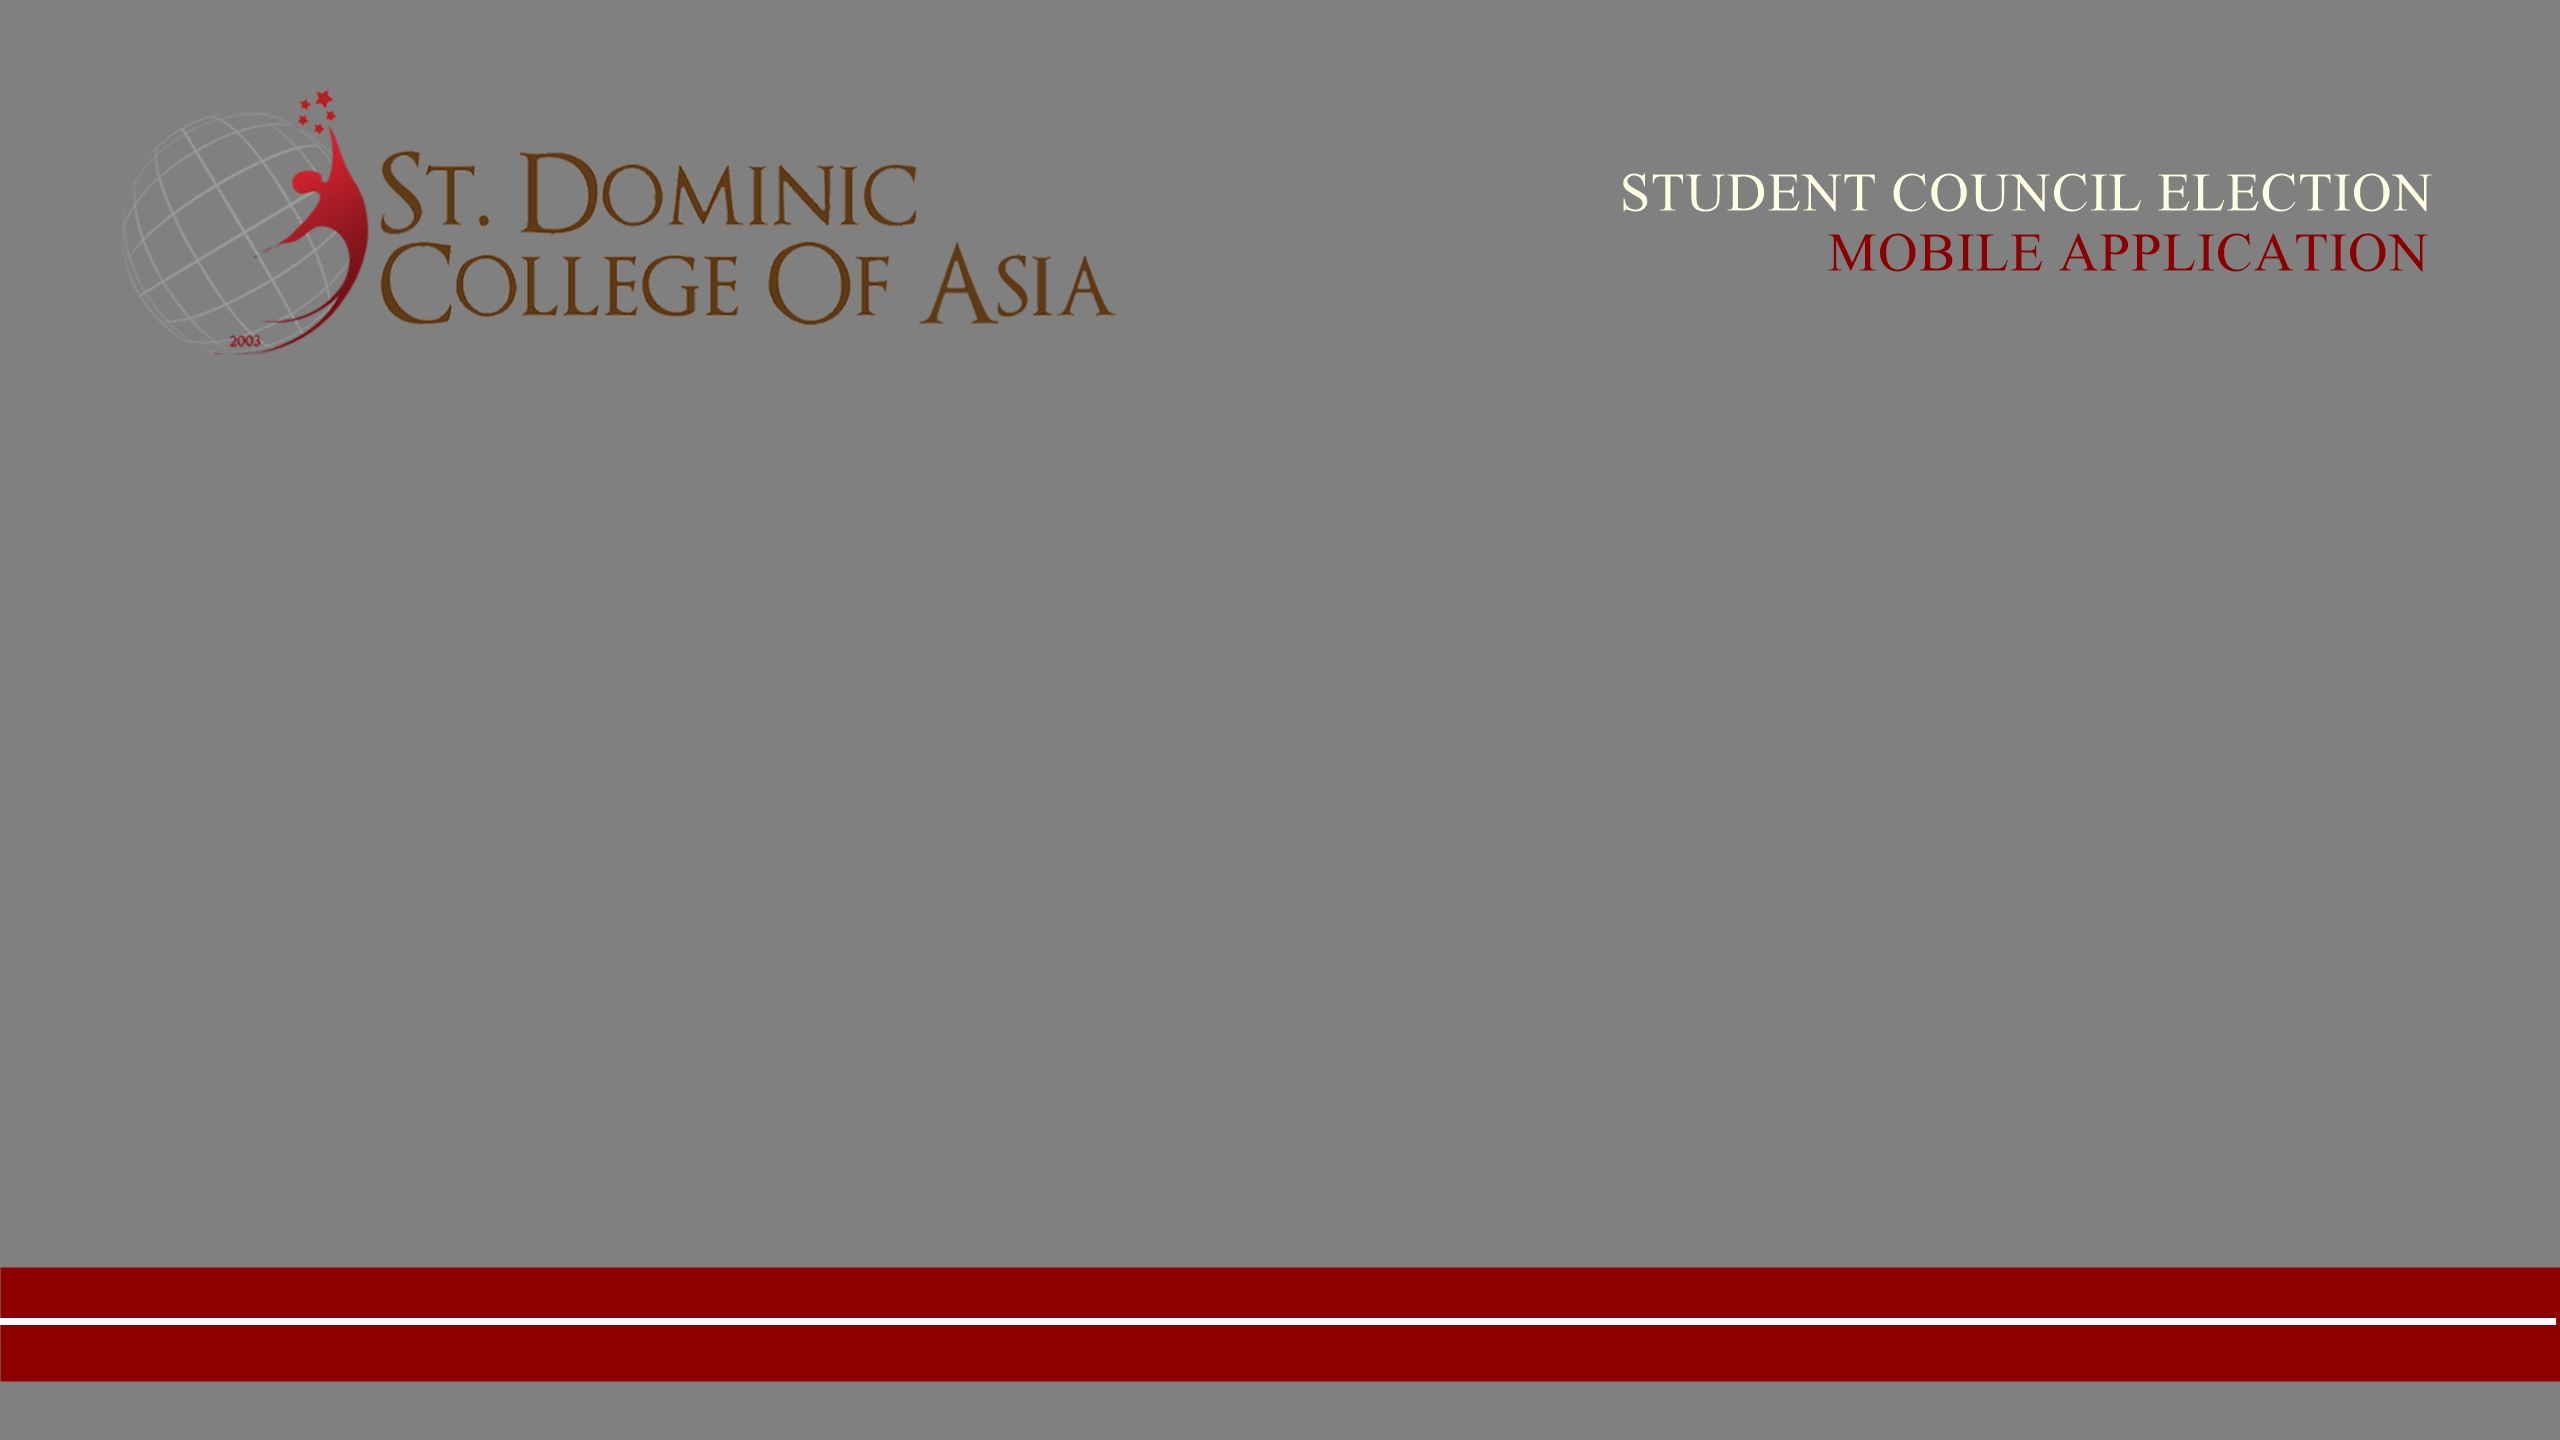 ST. DOMINIC
COLLEGE OF ASIA
2003
STUDENT COUNCIL ELECTION
MOBILE APPLICATION